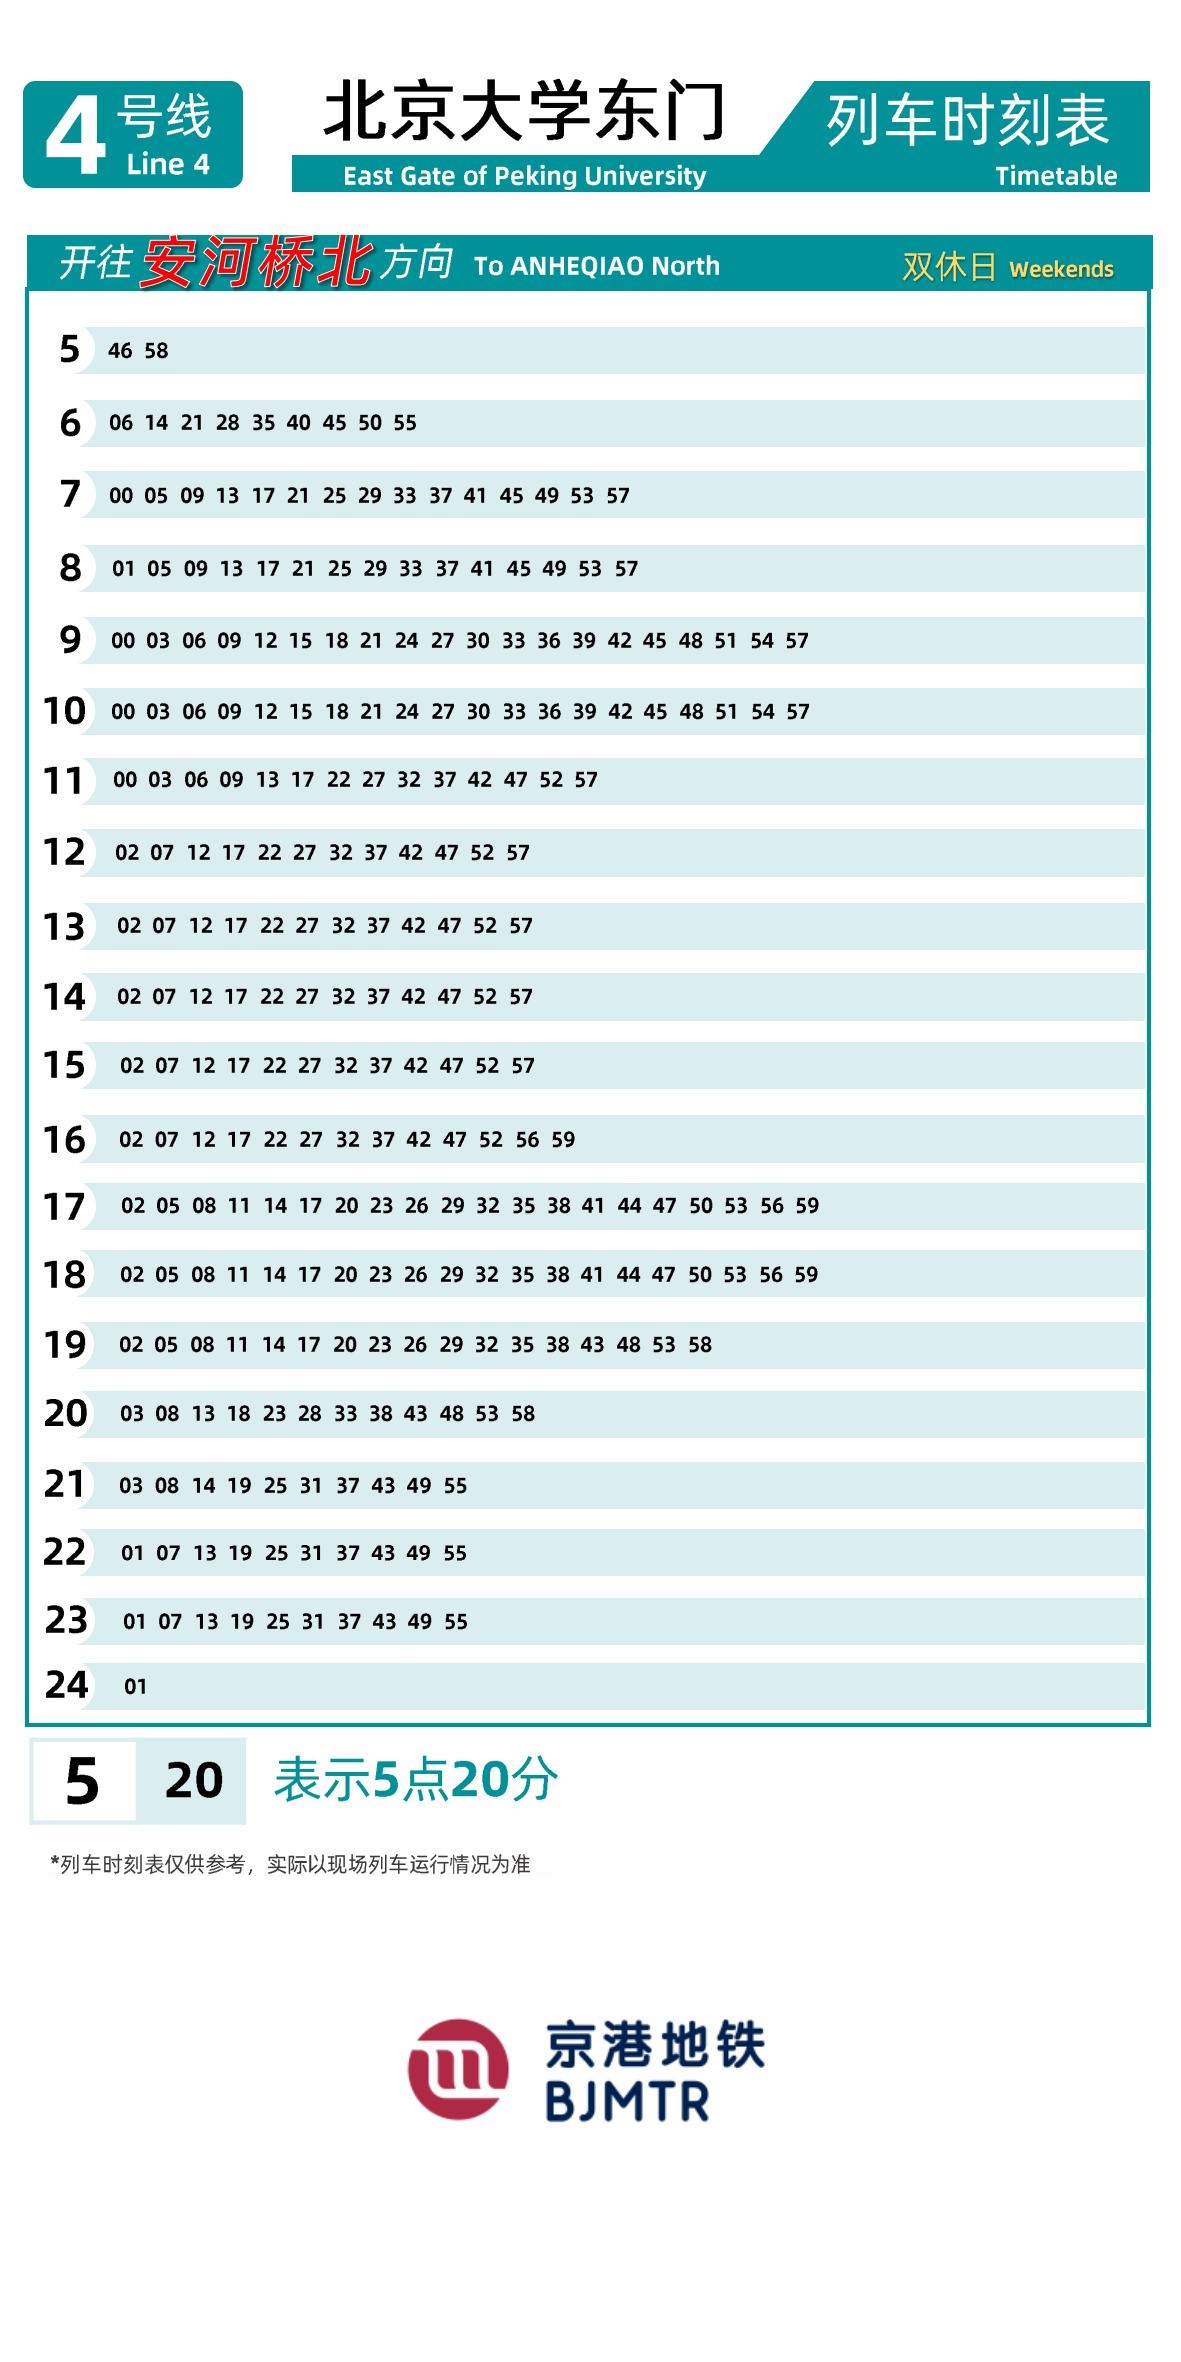 4 号线
Line 4
北京大学东门
East Gate of Peking University
列车时刻表
Timetable
开往 安河桥北 方向 To ANHEQIAO North 双休日 Weekends
5 46 58
6 06 14 21 28 35 40 45 50 55
7 00 05 09 13 17 21 25 29 33 37 41 45 49 53 57
8 01 05 09 13 17 21 25 29 33 37 41 45 49 53 57
9 00 03 06 09 12 15 18 21 24 27 30 33 36 39 42 45 48 51 54 57
10 00 03 06 09 12 15 18 21 24 27 30 33 36 39 42 45 48 51 54 57
11 00 03 06 09 13 17 22 27 32 37 42 47 52 57
12 02 07 12 17 22 27 32 37 42 47 52 57
13 02 07 12 17 22 27 32 37 42 47 52 57
14 02 07 12 17 22 27 32 37 42 47 52 57
15 02 07 12 17 22 27 32 37 42 47 52 57
16 02 07 12 17 22 27 32 37 42 47 52 56 59
17 02 05 08 11 14 17 20 23 26 29 32 35 38 41 44 47 50 53 56 59
18 02 05 08 11 14 17 20 23 26 29 32 35 38 41 44 47 50 53 56 59
19 02 05 08 11 14 17 20 23 26 29 32 35 38 43 48 53 58
20 03 08 13 18 23 28 33 38 43 48 53 58
21 03 08 14 19 25 31 37 43 49 55
22 01 07 13 19 25 31 37 43 49 55
23 01 07 13 19 25 31 37 43 49 55
24 01
5 20 表示5点20分
*列车时刻表仅供参考，实际以现场列车运行情况为准
京港地铁
BJMTR